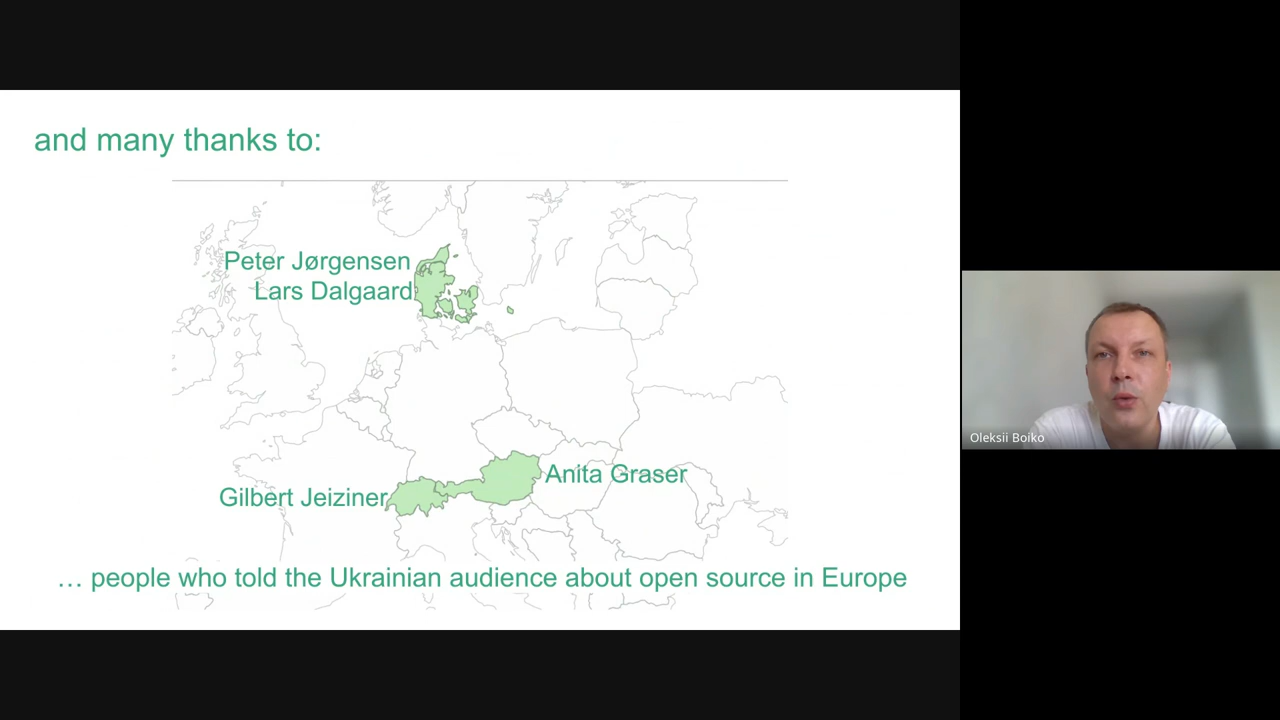 and many thanks to:
Peter Jørgensen
Lars Dalgaard
Anita Graser
Gilbert Jeiziner
… people who told the Ukrainian audience about open source in Europe
Oleksii Boiko